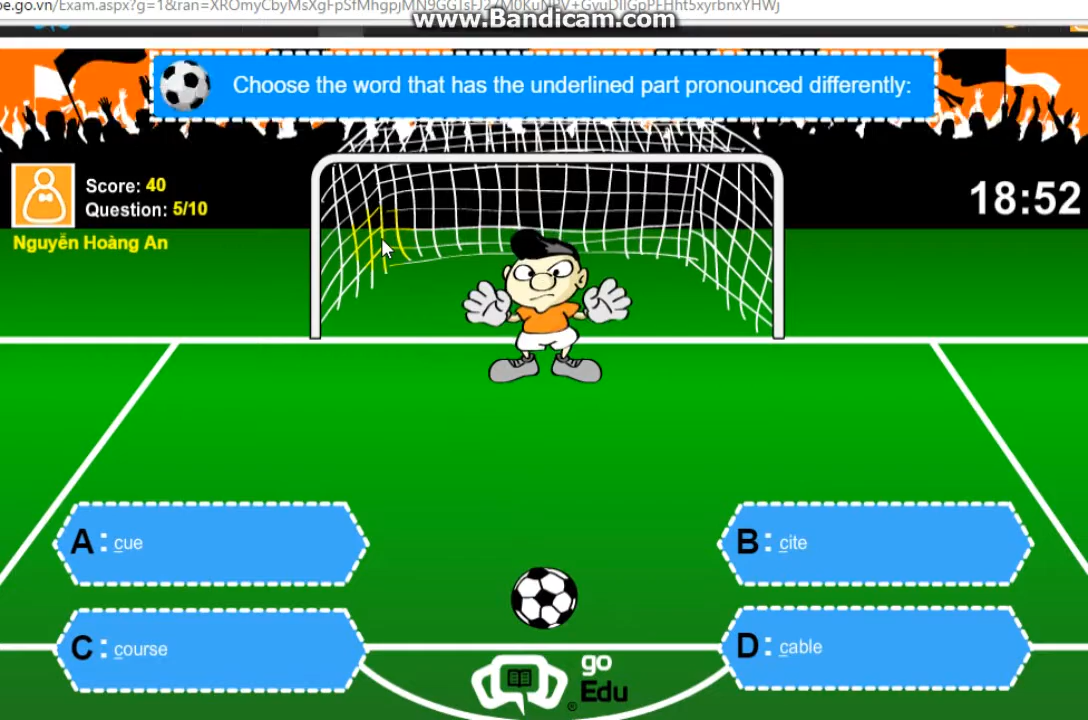 www.Bandicam.com
Choose the word that has the underlined part pronounced differently:
Score: 40
Question: 5/10
18:52
Nguyễn Hoàng An
A : cue
B : cite
C : course
D : cable
go
Edu
®